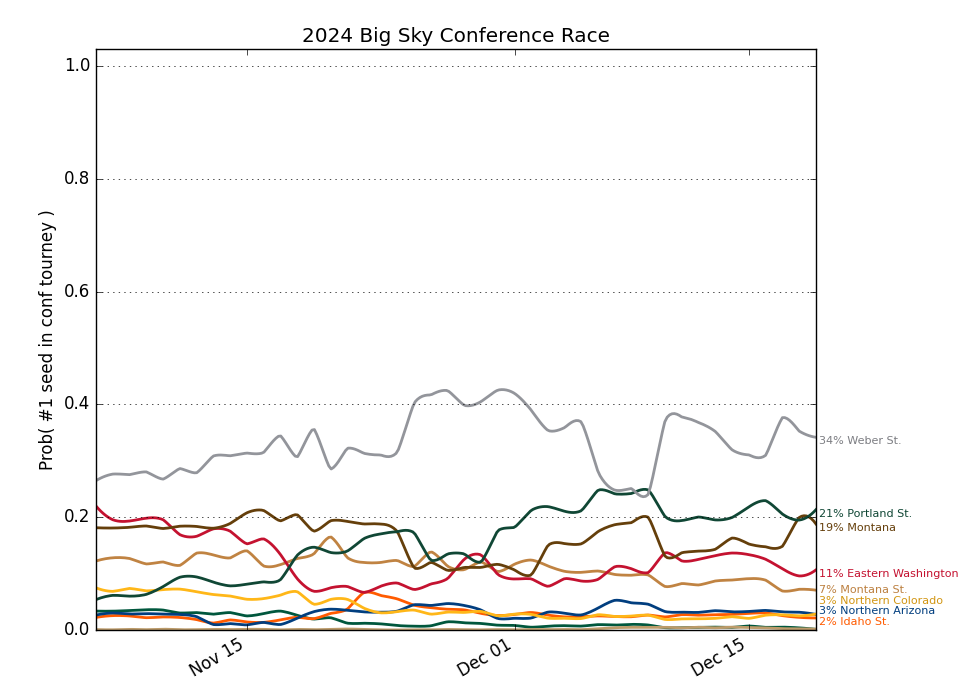 2024 Big Sky Conference Race
Prob( #1 seed in conf tourney )
1.0
0.8
0.6
0.4
0.2
0.0
Nov 15
Dec 01
Dec 15
34% Weber St.
21% Portland St.
19% Montana
11% Eastern Washington
7% Montana St.
3% Northern Colorado
3% Northern Arizona
2% Idaho St.